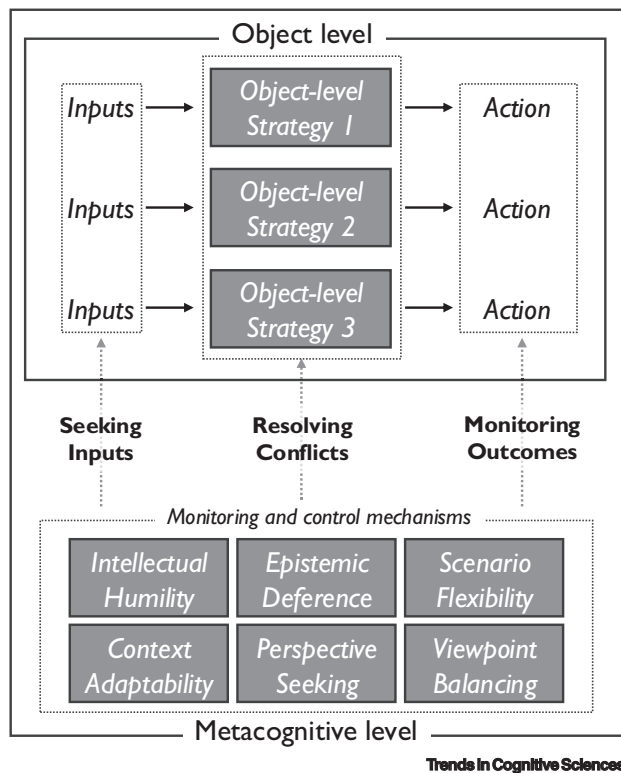 Object level
Inputs
Object-level
Strategy 1
Action
Inputs
Object-level
Strategy 2
Action
Inputs
Object-level
Strategy 3
Action
Seeking
Inputs
Resolving
Conflicts
Monitoring
Outcomes
Monitoring and control mechanisms
Intellectual
Humility
Epistemic
Deference
Scenario
Flexibility
Context
Adaptability
Perspective
Seeking
Viewpoint
Balancing
Metacognitive level
Trends in Cognitive Sciences